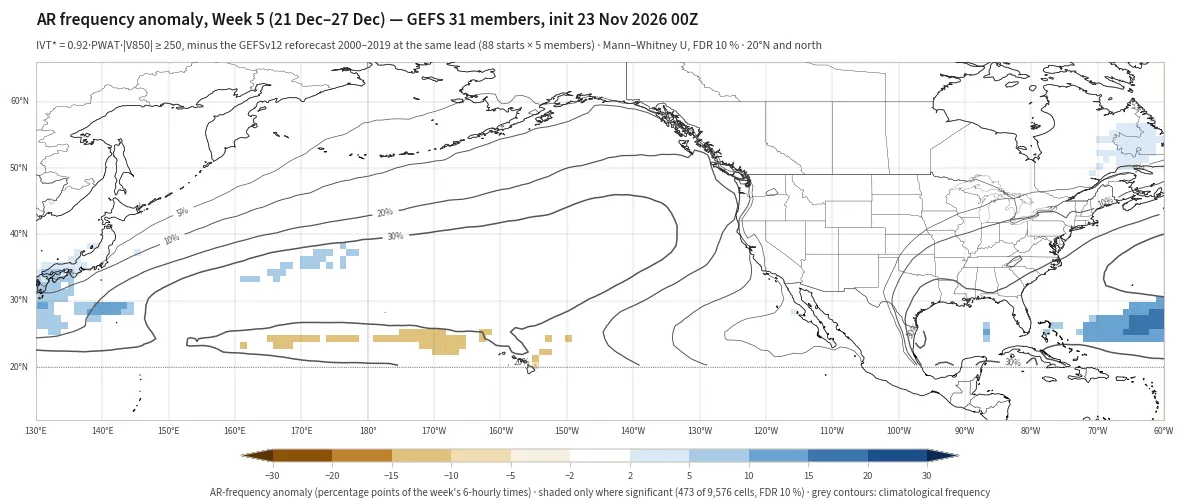 AR frequency anomaly, Week 5 (21 Dec–27 Dec) — GEFS 31 members, init 23 Nov 2026 00Z
IVT* = 0.92·PWAT·|V850| ≥ 250, minus the GEFSv12 reforecast 2000–2019 at the same lead (88 starts × 5 members) · Mann–Whitney U, FDR 10 % · 20°N and north
60°N
50°N
40°N
30°N
20°N
5%
10%
20%
30%
10%
20%
30%
130°E 140°E 150°E 160°E 170°E 180° 170°W 160°W 150°W 140°W 130°W 120°W 110°W 100°W 90°W 80°W 70°W 60°W
−30 −20 −15 −10 −5 −2 2 5 10 15 20 30
AR-frequency anomaly (percentage points of the week's 6-hourly times) · shaded only where significant (473 of 9,576 cells, FDR 10 %) · grey contours: climatological frequency